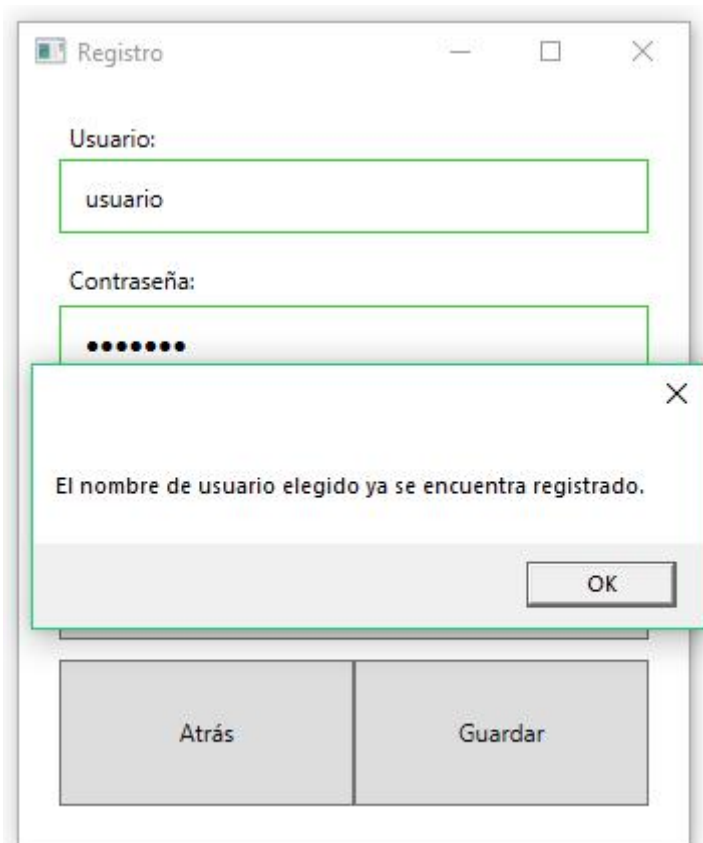 Registro
Usuario:
usuario
Contraseña:
•••••••
El nombre de usuario elegido ya se encuentra registrado.
OK
Atrás
Guardar